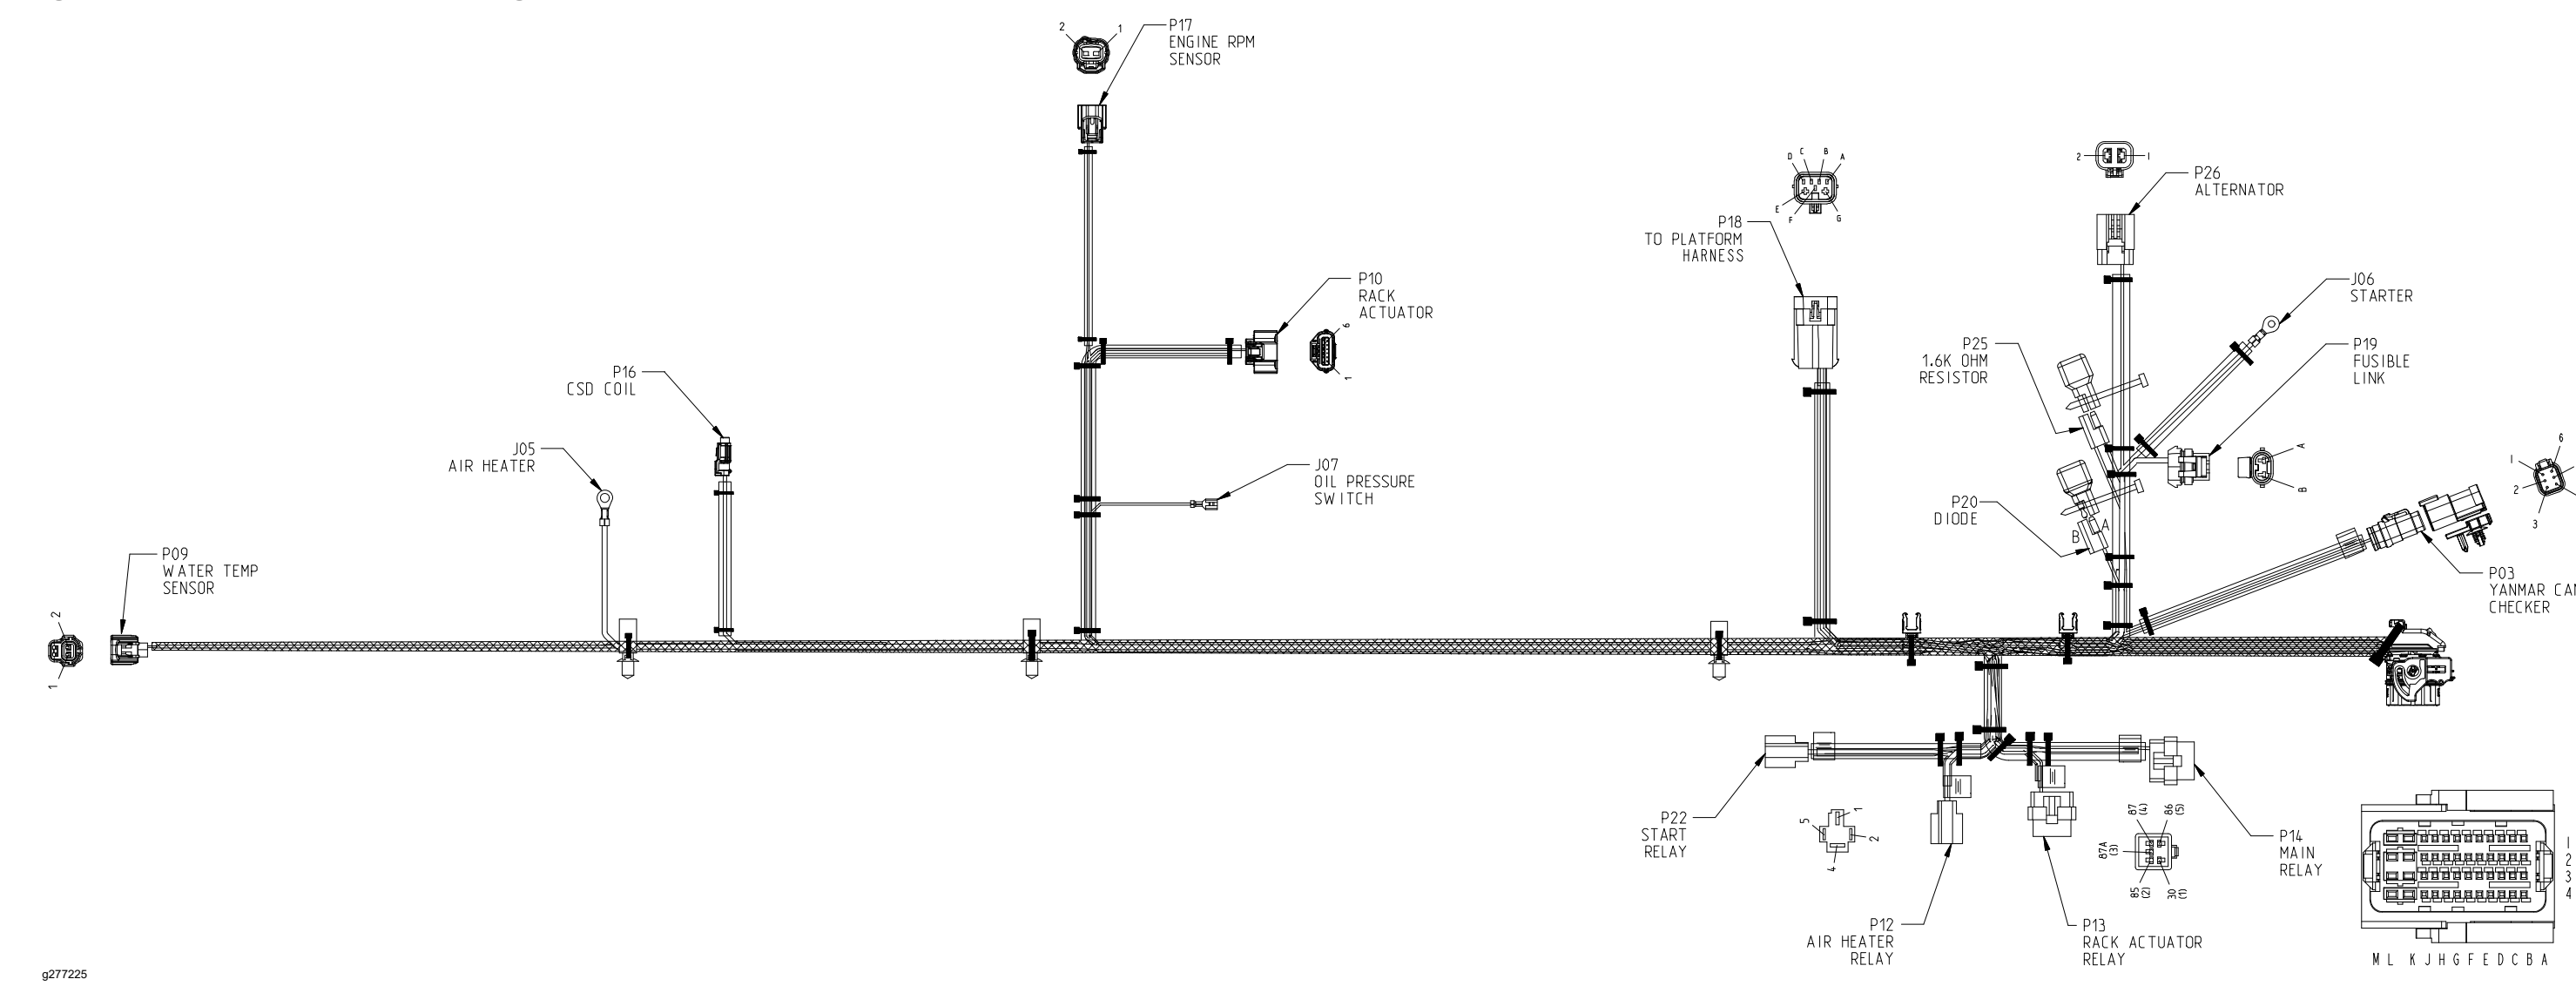 2
1
P17
ENGINE RPM
SENSOR
P10
RACK
ACTUATOR
6
1
P16
CSD COIL
J05
AIR HEATER
J07
OIL PRESSURE
SWITCH
P09
WATER TEMP
SENSOR
2
1
D
C
B
A
E
F
G
P18
TO PLATFORM
HARNESS
2
1
P26
ALTERNATOR
J06
STARTER
P25
1.6K OHM
RESISTOR
P19
FUSIBLE
LINK
A
B
P20
DIODE
A
B
6
1
2
3
P03
YANMAR CAN
CHECKER
P22
START
RELAY
5
1
2
4
87
(4)
86
(5)
87A
(3)
85
(2)
30
(1)
P14
MAIN
RELAY
P12
AIR HEATER
RELAY
P13
RACK ACTUATOR
RELAY
1
2
3
4
M L K J H G F E D C B A
g277225